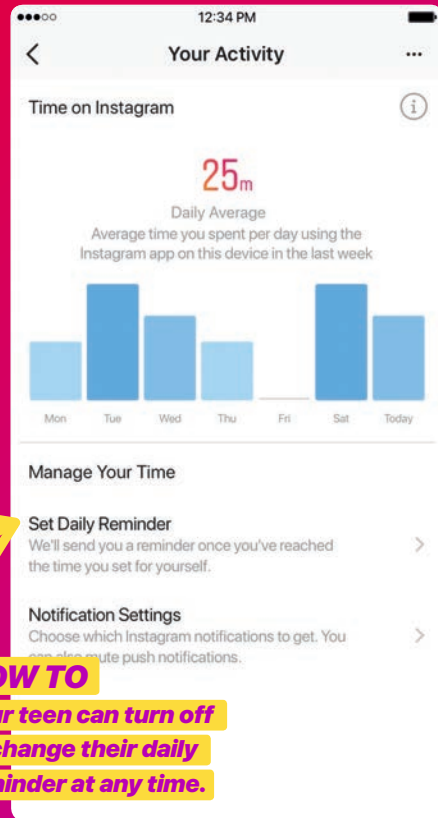 12:34 PM
Your Activity
Time on Instagram
25m
Daily Average
Average time you spent per day using the
Instagram app on this device in the last week
Mon Tue Wed Thu Fri Sat Today
Manage Your Time
Set Daily Reminder
We'll send you a reminder once you've reached
the time you set for yourself.
Notification Settings
Choose which Instagram notifications to get. You
can also mute push notifications.
OW TO
teen can turn off
their daily
at any time.